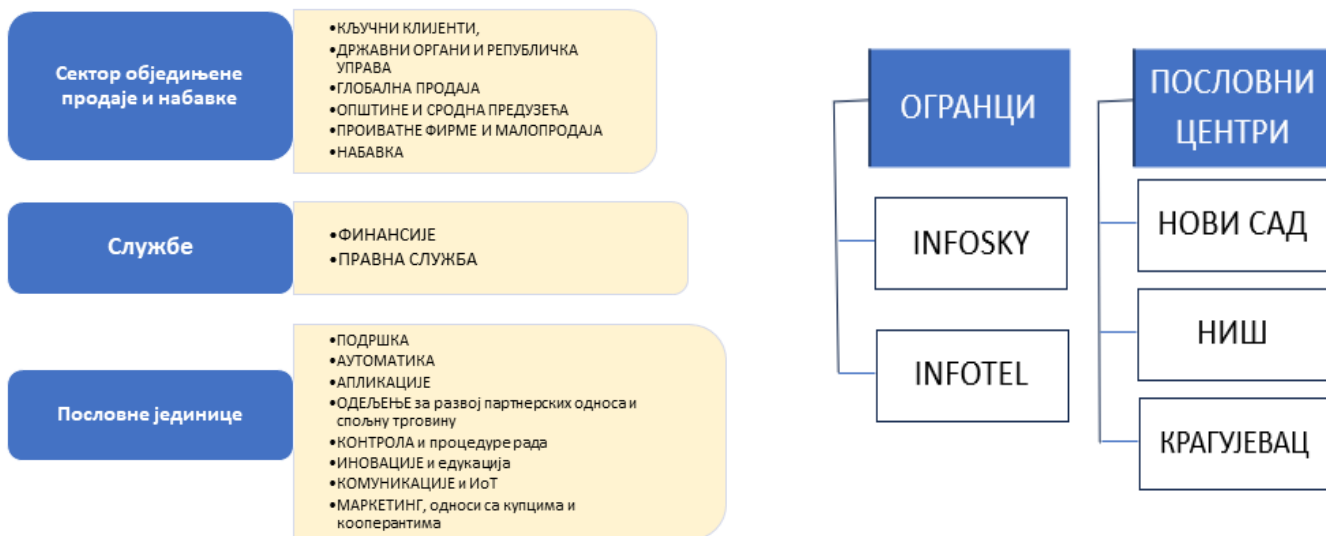 Сектор обједињене
продаје и набавке
•КЉУЧНИ КЛИЈЕНТИ,
•ДРЖАВНИ ОРГАНИ И РЕПУБЛИЧКА
УПРАВА
•ГЛОБАЛНА ПРОДАЈА
•ОПШТИНЕ И СРОДНА ПРЕДУЗЕЋА
•ПРОИВАТНЕ ФИРМЕ И МАЛОПРОДАЈА
•НАБАВКА
Службе
•ФИНАНСИЈЕ
•ПРАВНА СЛУЖБА
Пословне јединице
•ПОДРШКА
•АУТОМАТИКА
•АПЛИКАЦИЈЕ
•ОДЕЉЕЊЕ за развој партнерских односа и
спољну трговину
•КОНТРОЛА и процедуре рада
•ИНОВАЦИЈЕ и едукација
•КОМУНИКАЦИЈЕ и ИоТ
•МАРКЕТИНГ, односи са купцима и
кооперантима
ОГРАНЦИ
INFOSKY
INFOTEL
ПОСЛОВНИ
ЦЕНТРИ
НОВИ САД
НИШ
КРАГУЈЕВАЦ